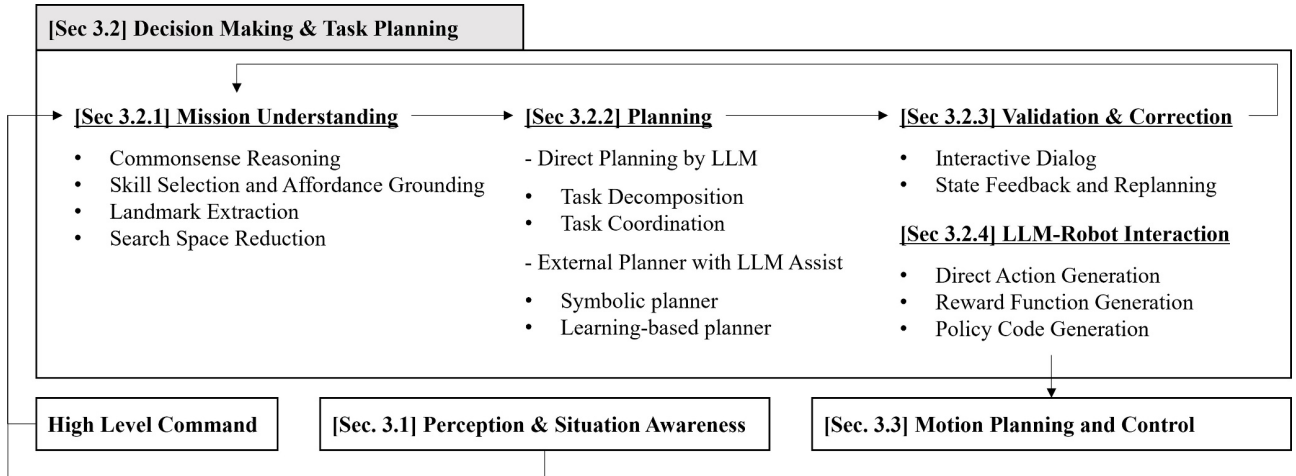 [Sec 3.2] Decision Making & Task Planning
[Sec 3.2.1] Mission Understanding
• Commonsense Reasoning
• Skill Selection and Affordance Grounding
• Landmark Extraction
• Search Space Reduction
[Sec 3.2.2] Planning
- Direct Planning by LLM
• Task Decomposition
• Task Coordination
- External Planner with LLM Assist
• Symbolic planner
• Learning-based planner
[Sec 3.2.3] Validation & Correction
• Interactive Dialog
• State Feedback and Replanning
[Sec 3.2.4] LLM-Robot Interaction
• Direct Action Generation
• Reward Function Generation
• Policy Code Generation
High Level Command
[Sec. 3.1] Perception & Situation Awareness
[Sec. 3.3] Motion Planning and Control